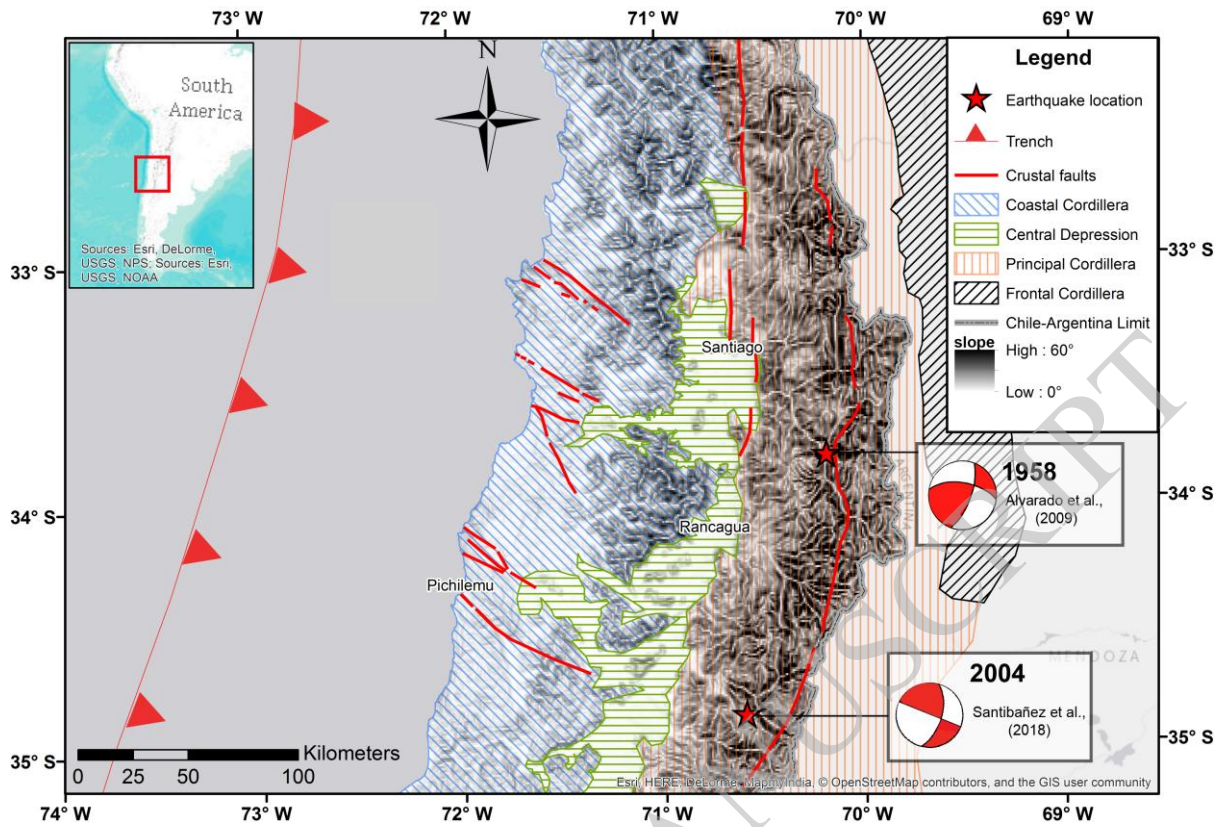 73° W
72° W
71° W
70° W
69° W
South
America
Sources: Esri, DeLorme,
USGS, NPS; Sources: Esri,
USGS, NOAA
N
Legend
Earthquake location
Trench
Crustal faults
Coastal Cordillera
Central Depression
Principal Cordillera
Frontal Cordillera
Chile-Argentina Limit
slope
High : 60°
Low : 0°
33° S
33° S
Santiago
34° S
34° S
Rancagua
Pichilemu
ARGENTINA
1958
Alvarado et al.,
(2009)
MENDOZA
2004
Santibañez et al.,
(2018)
35° S
35° S
Kilometers
0 25 50 100
Esri, HERE, DeLorme, MapmyIndia, © OpenStreetMap contributors, and the GIS user community
74° W
73° W
72° W
71° W
70° W
69° W
USCRIPT